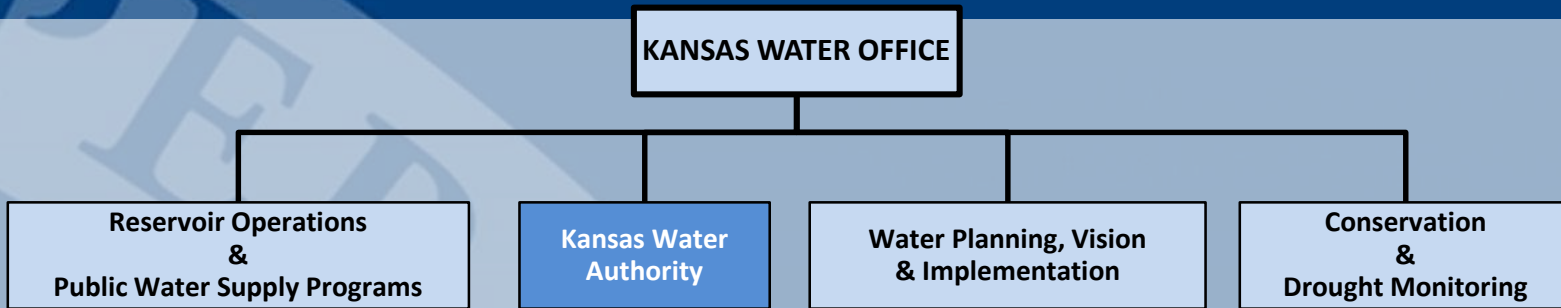 KANSAS WATER OFFICE
Reservoir Operations
&
Public Water Supply Programs
Kansas Water
Authority
Water Planning, Vision
& Implementation
Conservation
&
Drought Monitoring